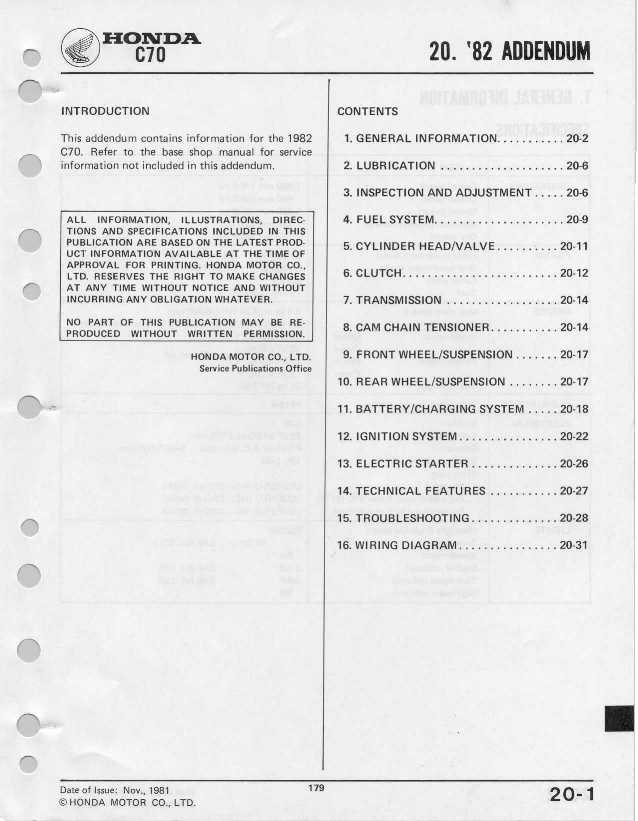 HONDA
C70
20. '82 ADDENDUM
INTRODUCTION
This addendum contains information for the 1982
C70. Refer to the base shop manual for service
information not included in this addendum.
ALL INFORMATION, ILLUSTRATIONS, DIREC-
TIONS AND SPECIFICATIONS INCLUDED IN THIS
PUBLICATION ARE BASED ON THE LATEST PROD-
UCT INFORMATION AVAILABLE AT THE TIME OF
APPROVAL FOR PRINTING. HONDA MOTOR CO.,
LTD. RESERVES THE RIGHT TO MAKE CHANGES
AT ANY TIME WITHOUT NOTICE AND WITHOUT
INCURRING ANY OBLIGATION WHATEVER.
NO PART OF THIS PUBLICATION MAY BE RE-
PRODUCED WITHOUT WRITTEN PERMISSION.
HONDA MOTOR CO., LTD.
Service Publications Office
CONTENTS
1. GENERAL INFORMATION. . . . . . . . . . . 20-2
2. LUBRICATION . . . . . . . . . . . . . . . . . . . . 20-6
3. INSPECTION AND ADJUSTMENT . . . . . 20-6
4. FUEL SYSTEM. . . . . . . . . . . . . . . . . . . . . 20-9
5. CYLINDER HEAD/VALVE. . . . . . . . . . 20-11
6. CLUTCH. . . . . . . . . . . . . . . . . . . . . . . . . 20-12
7. TRANSMISSION . . . . . . . . . . . . . . . . . . 20-14
8. CAM CHAIN TENSIONER. . . . . . . . . . . 20-14
9. FRONT WHEEL/SUSPENSION . . . . . . . 20-17
10. REAR WHEEL/SUSPENSION . . . . . . . . 20-17
11. BATTERY/CHARGING SYSTEM . . . . . 20-18
12. IGNITION SYSTEM. . . . . . . . . . . . . . . . 20-22
13. ELECTRIC STARTER . . . . . . . . . . . . . . 20-26
14. TECHNICAL FEATURES . . . . . . . . . . . 20-27
15. TROUBLESHOOTING. . . . . . . . . . . . . . 20-28
16. WIRING DIAGRAM. . . . . . . . . . . . . . . . 20-31
Date of Issue: Nov., 1981
© HONDA MOTOR CO., LTD.
179
20-1